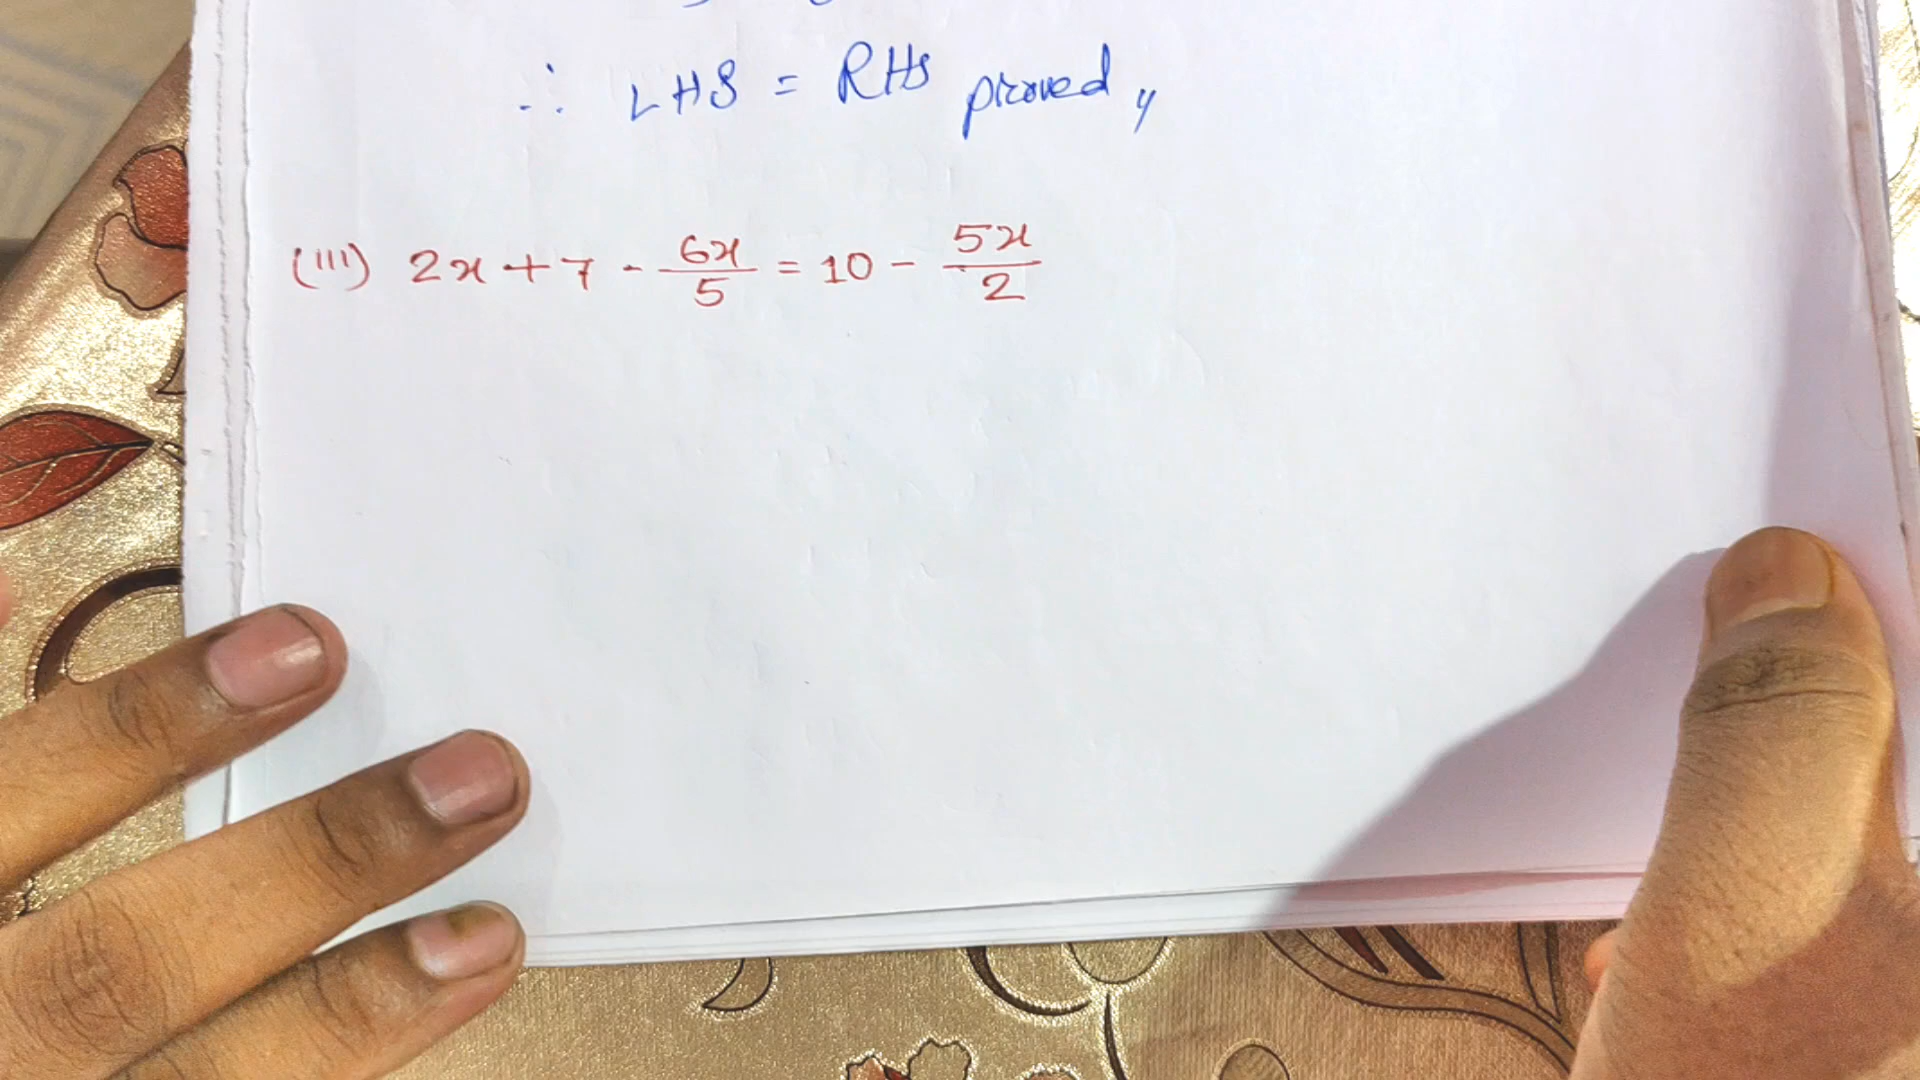 ∴ LHS = RHS proved,,
(III) 2x + 7 - 6x/5 = 10 - 5x/2